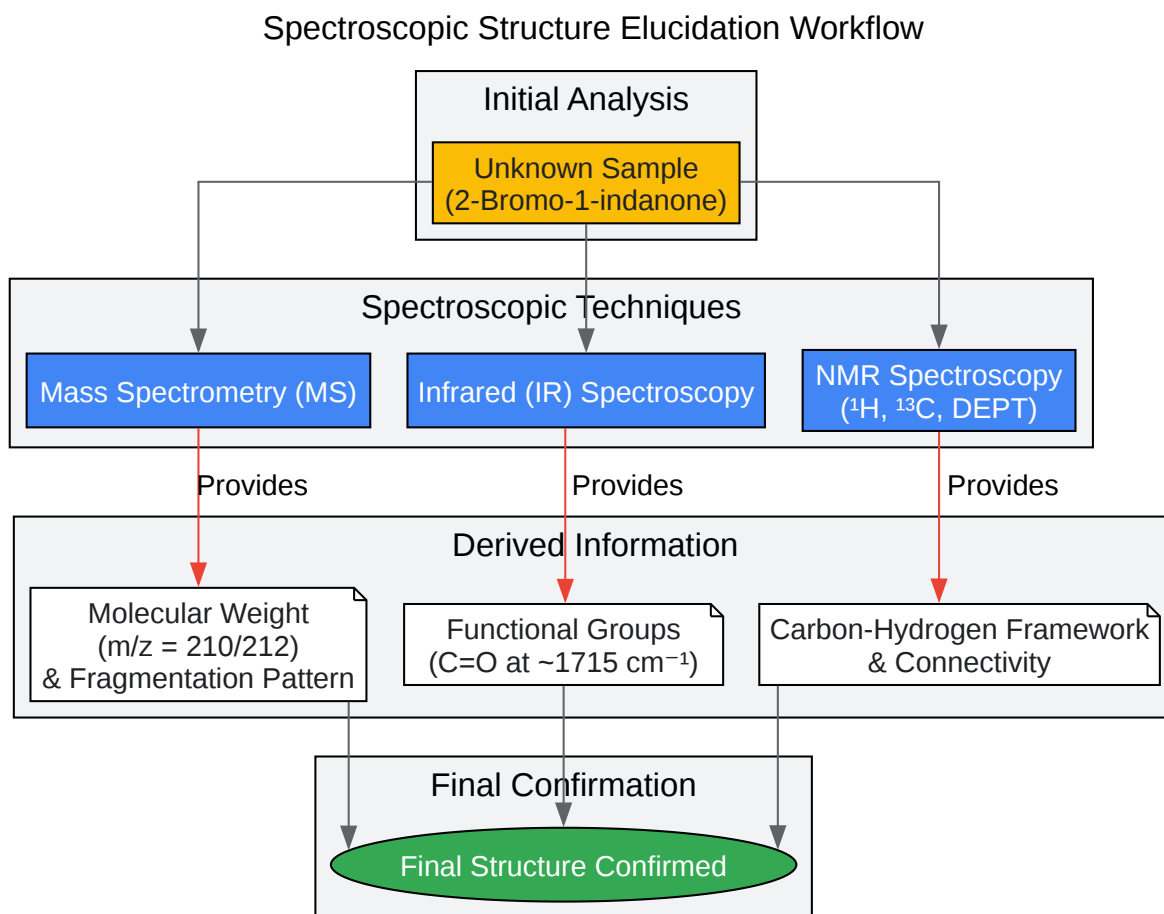 Spectroscopic Structure Elucidation Workflow
Initial Analysis
Unknown Sample
(2-Bromo-1-indanone)
Spectroscopic Techniques
Mass Spectrometry (MS)
Infrared (IR) Spectroscopy
NMR Spectroscopy
(¹H, ¹³C, DEPT)
Provides
Provides
Provides
Derived Information
Molecular Weight
(m/z = 210/212)
& Fragmentation Pattern
Functional Groups
(C=O at ~1715 cm⁻¹)
Carbon-Hydrogen Framework
& Connectivity
Final Confirmation
Final Structure Confirmed